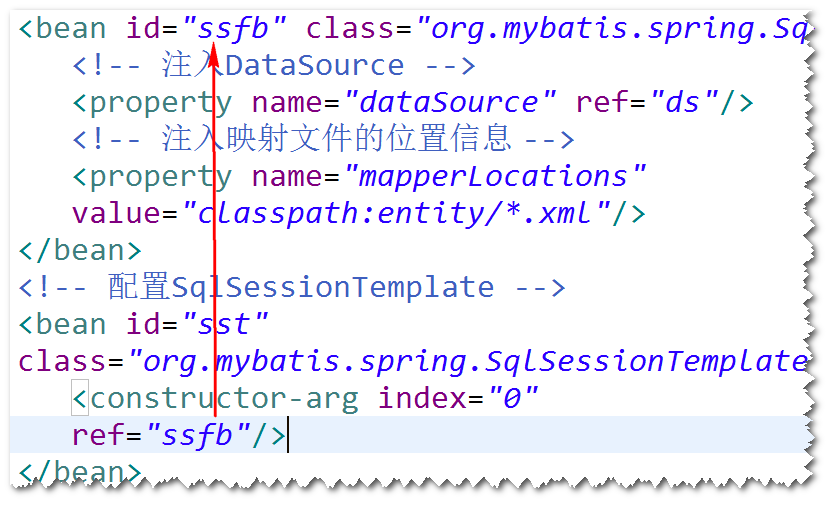 <bean id="ssfb" class="org.mybatis.spring.Sq
<!-- 注入DataSource -->
<property name="dataSource" ref="ds"/>
<!-- 注入映射文件的位置信息 -->
<property name="mapperLocations"
value="classpath:entity/*.xml"/>
</bean>
<!-- 配置SqlSessionTemplate -->
<bean id="sst"
class="org.mybatis.spring.SqlSessionTemplate
<constructor-arg index="0"
ref="ssfb"/>
</bean>